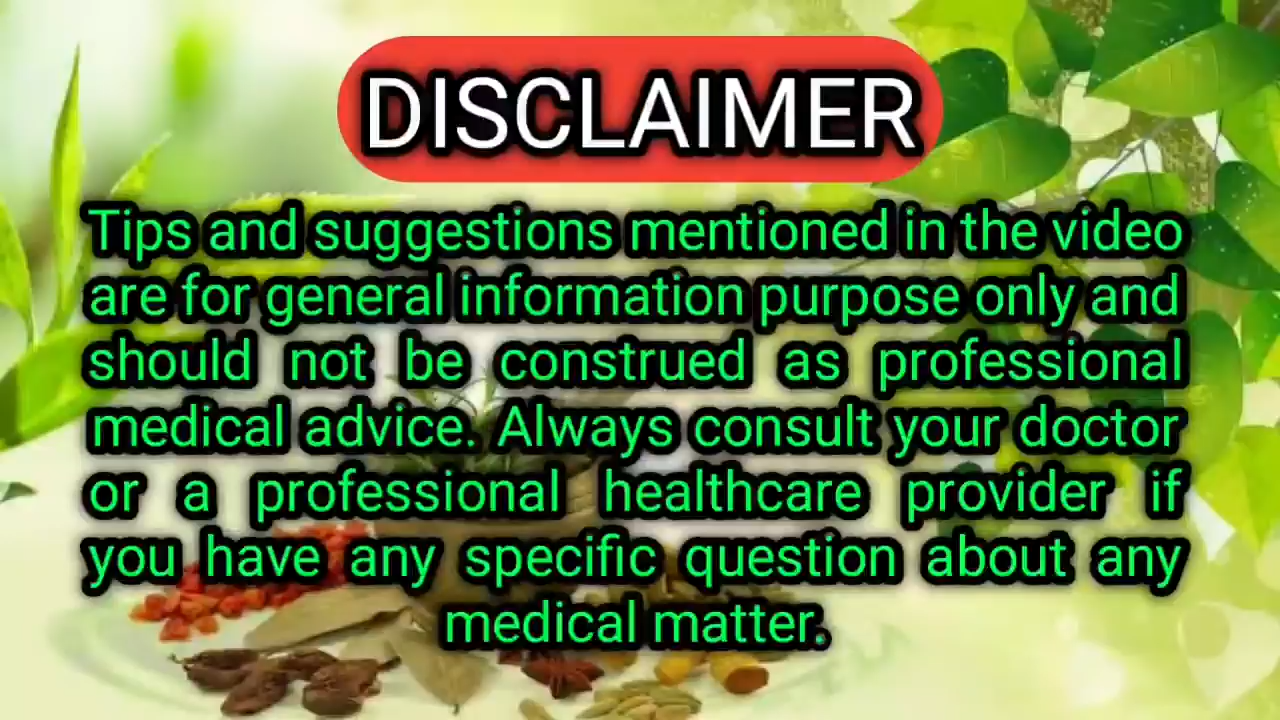 DISCLAIMER
Tips and suggestions mentioned in the video
are for general information purpose only and
should not be construed as professional
medical advice. Always consult your doctor
or a professional healthcare provider if
you have any specific question about any
medical matter.